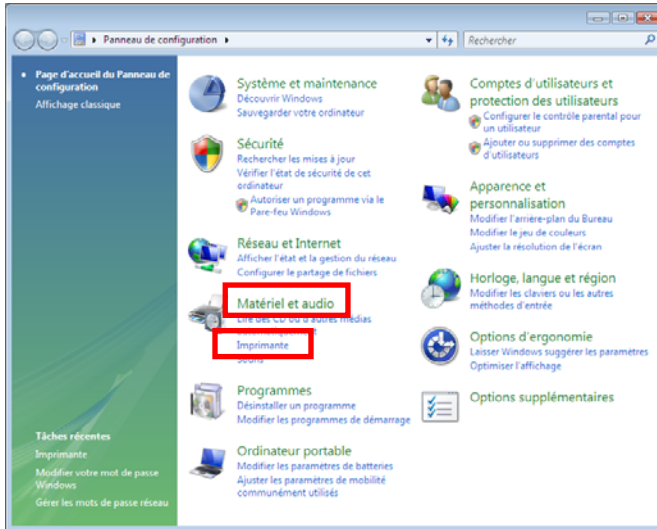 Panneau de configuration
Rechercher
Page d'accueil du Panneau de
configuration
Affichage classique
Système et maintenance
Découvrir Windows
Sauvegarder votre ordinateur
Sécurité
Rechercher les mises à jour
Vérifier l'état de sécurité de cet
ordinateur
Autoriser un programme via le
Pare-feu Windows
Réseau et Internet
Afficher l'état et la gestion du réseau
Configurer le partage de fichiers
Matériel et audio
Lire des CD ou d'autres médias
Imprimante
Souris
Programmes
Désinstaller un programme
Modifier les programmes de démarrage
Ordinateur portable
Modifier les paramètres de batteries
Ajuster les paramètres de mobilité
communément utilisés
Comptes d'utilisateurs et
protection des utilisateurs
Configurer le contrôle parental pour
un utilisateur
Ajouter ou supprimer des comptes
d'utilisateurs
Apparence et
personnalisation
Modifier l'arrière-plan du Bureau
Modifier le jeu de couleurs
Ajuster la résolution de l'écran
Horloge, langue et région
Modifier les claviers ou les autres
méthodes d'entrée
Options d'ergonomie
Laisser Windows suggérer les paramètres
Optimiser l'affichage
Options supplémentaires
Tâches récentes
Imprimante
Modifier votre mot de passe
Windows
Gérer les mots de passe réseau